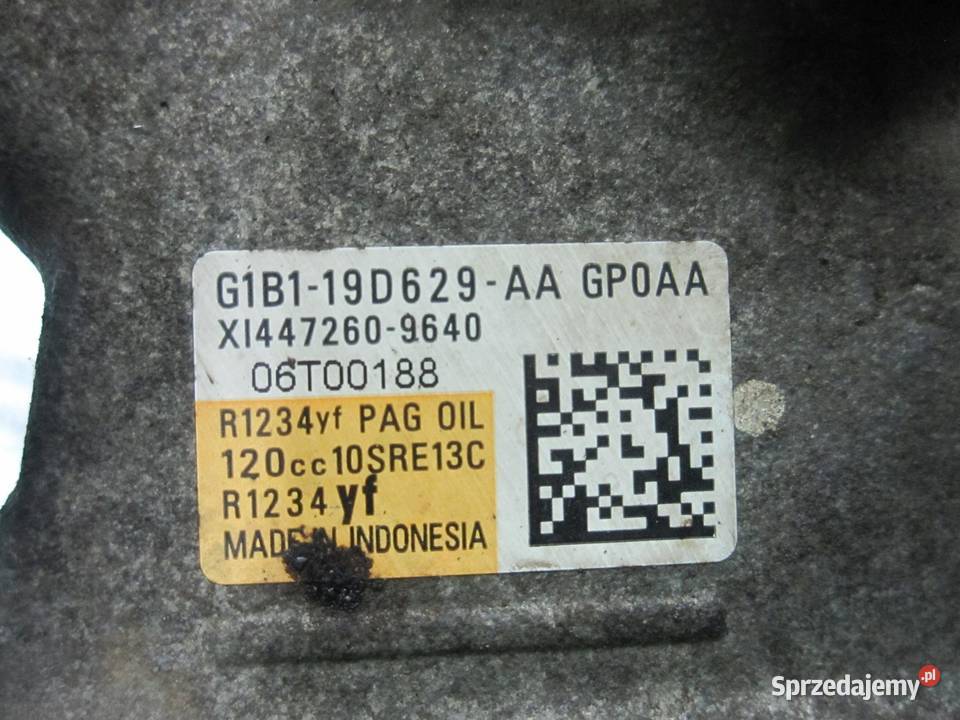 G1B1-19D629-AA GP0AA
XI447260-9640
06T00188
R1234yf PAG OIL
120cc10SRE13C
R1234yf
MADE IN INDONESIA
Sprzedajemy.pl